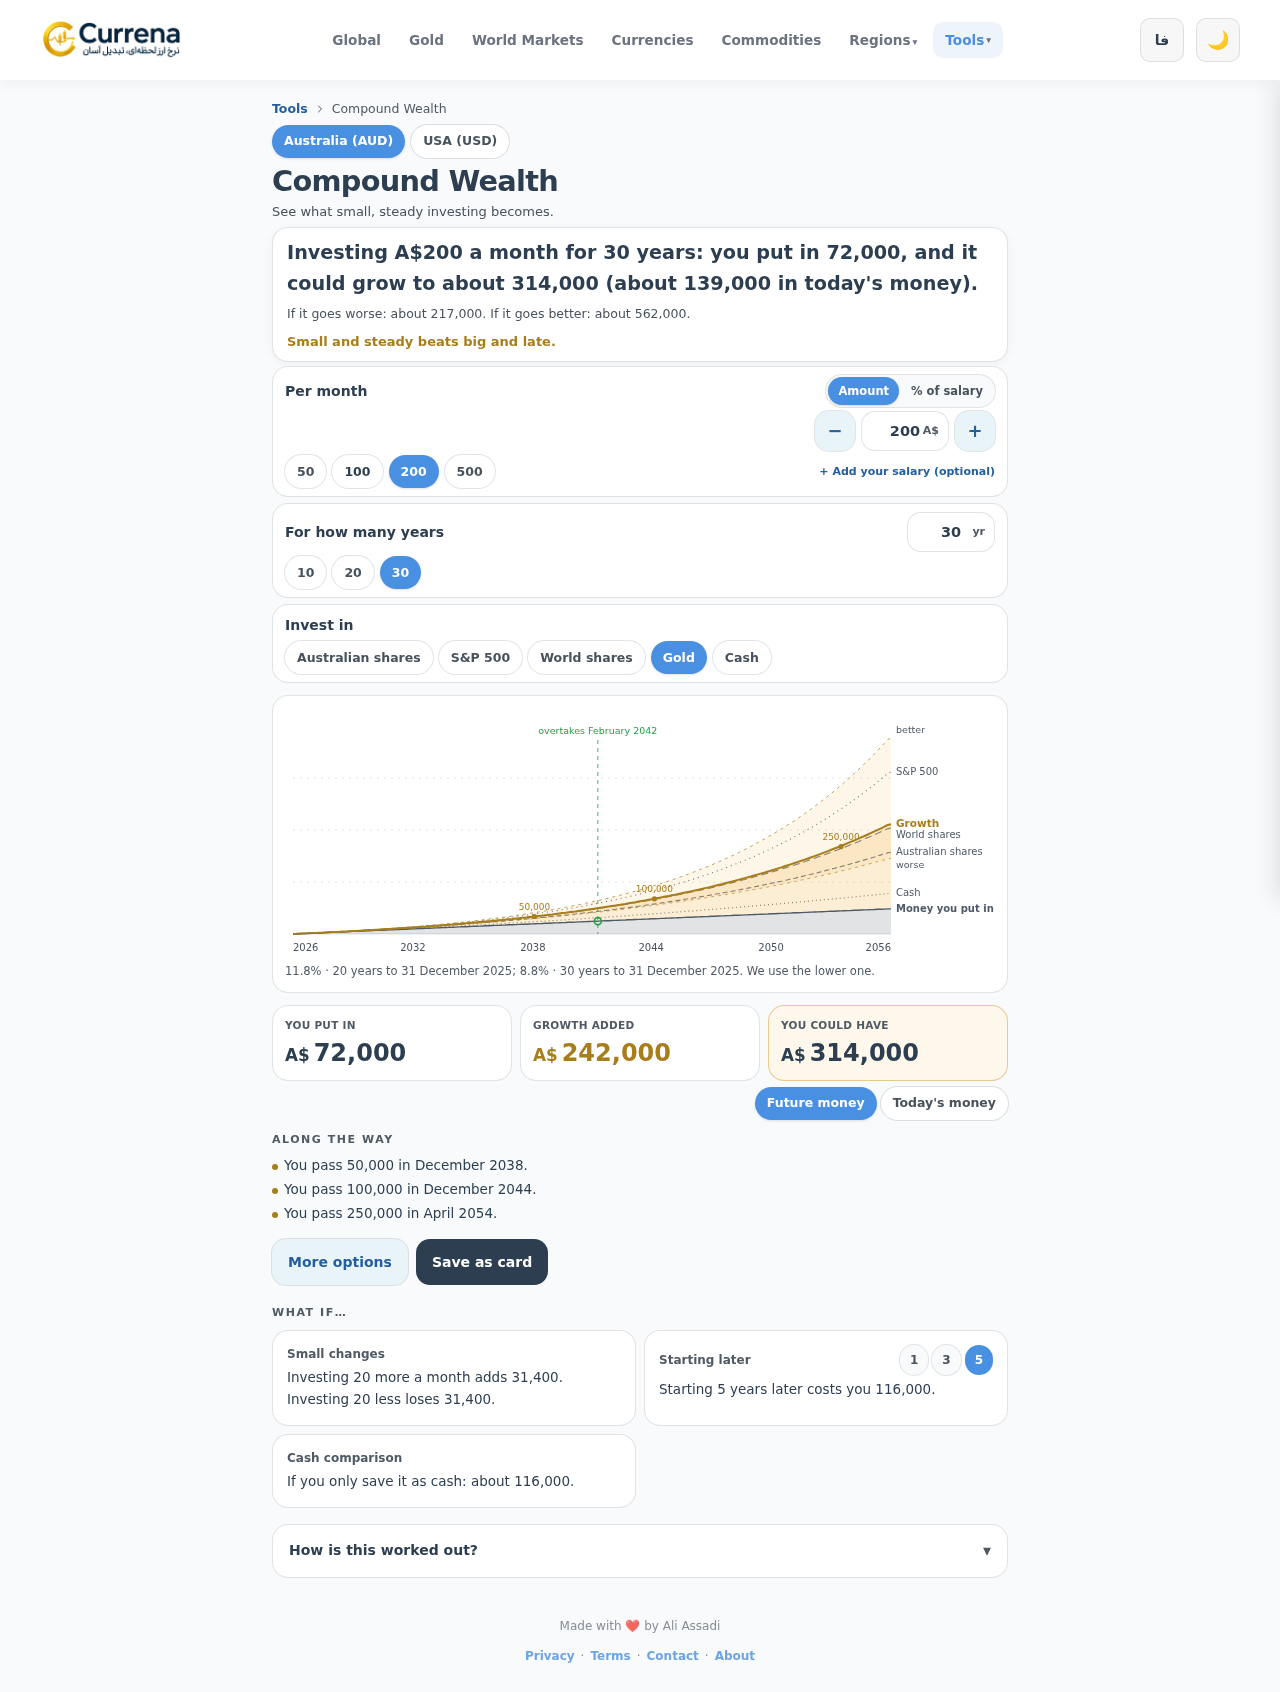 Currena
نرخ ارز لحظه‌ای، تبدیل آسان
Global
Gold
World Markets
Currencies
Commodities
Regions ▾
Tools ▾
فا
Tools › Compound Wealth
Australia (AUD)
USA (USD)
Compound Wealth
See what small, steady investing becomes.
Investing A$200 a month for 30 years: you put in 72,000, and it
could grow to about 314,000 (about 139,000 in today's money).
If it goes worse: about 217,000. If it goes better: about 562,000.
Small and steady beats big and late.
Per month
Amount
% of salary
−
200 A$
+
50
100
200
500
+ Add your salary (optional)
For how many years
30 yr
10
20
30
Invest in
Australian shares
S&P 500
World shares
Gold
Cash
overtakes February 2042
better
S&P 500
Growth
World shares
250,000
Australian shares
worse
100,000
Cash
50,000
Money you put in
2026
2032
2038
2044
2050
2056
11.8% · 20 years to 31 December 2025; 8.8% · 30 years to 31 December 2025. We use the lower one.
YOU PUT IN
A$ 72,000
GROWTH ADDED
A$ 242,000
YOU COULD HAVE
A$ 314,000
Future money
Today's money
ALONG THE WAY
You pass 50,000 in December 2038.
You pass 100,000 in December 2044.
You pass 250,000 in April 2054.
More options
Save as card
WHAT IF…
Small changes
Investing 20 more a month adds 31,400.
Investing 20 less loses 31,400.
Starting later
1
3
5
Starting 5 years later costs you 116,000.
Cash comparison
If you only save it as cash: about 116,000.
How is this worked out?
▾
Made with ❤️ by Ali Assadi
Privacy · Terms · Contact · About